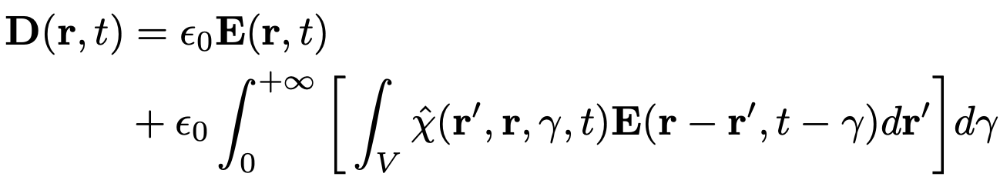 𝐃(𝐫, t) = ϵ₀𝐄(𝐫, t)
+ ϵ₀ ∫₀^{+∞} [ ∫_V χ̂(𝐫′, 𝐫, γ, t)𝐄(𝐫 − 𝐫′, t − γ)d𝐫′ ] dγ